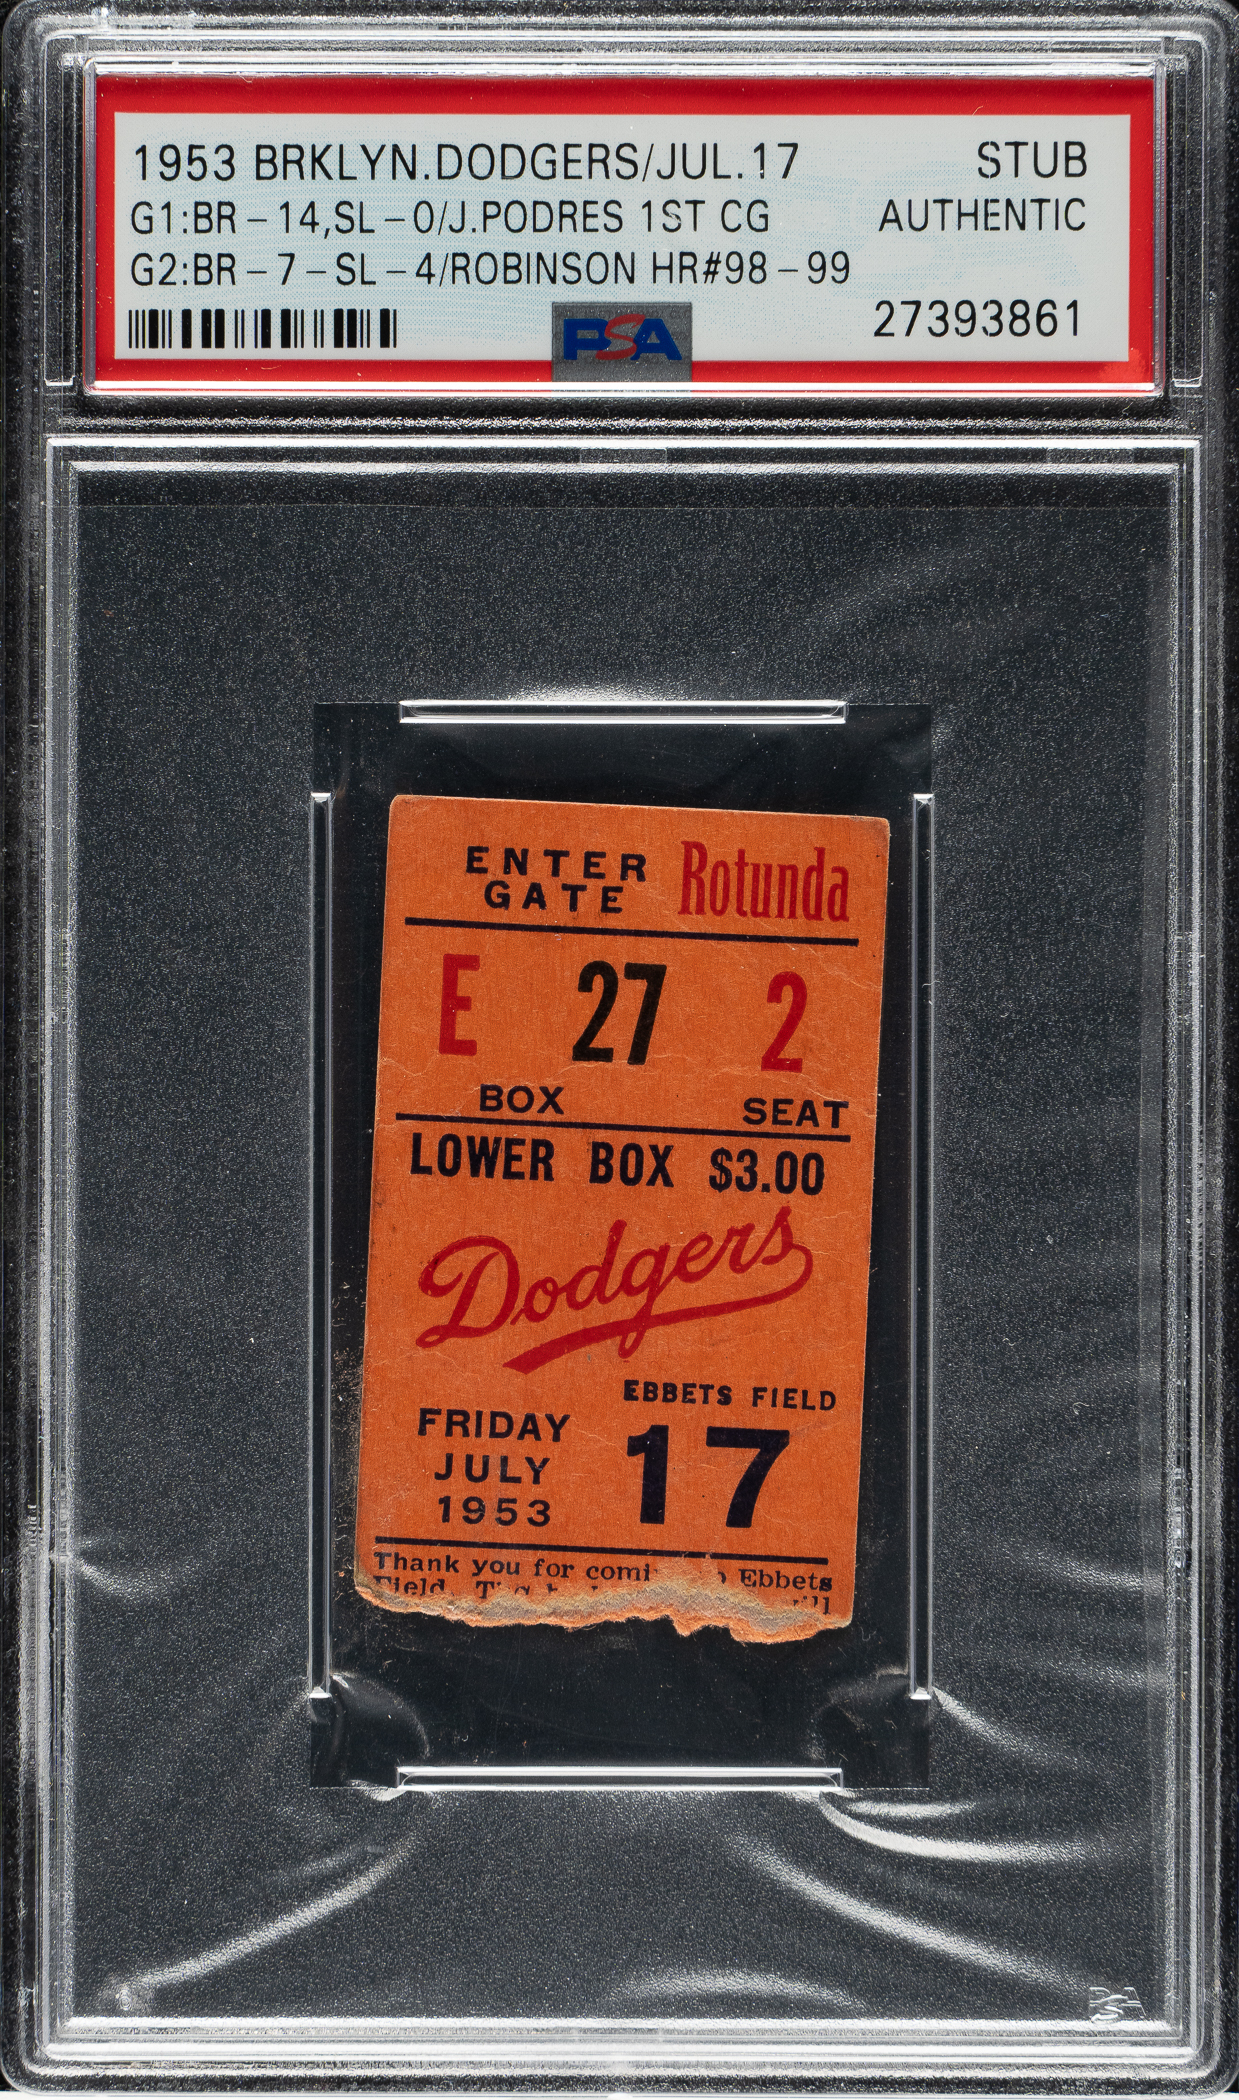 1953 BRKLYN.DODGERS/JUL.17 STUB
G1:BR-14,SL-0/J.PODRES 1ST CG AUTHENTIC
G2:BR-7-SL-4/ROBINSON HR#98-99
PSA 27393861
ENTER GATE Rotunda
E 27 2
BOX SEAT
LOWER BOX $3.00
Dodgers
EBBETS FIELD
FRIDAY
JULY 17
1953
Thank you for Ebbets
Field.
PSA